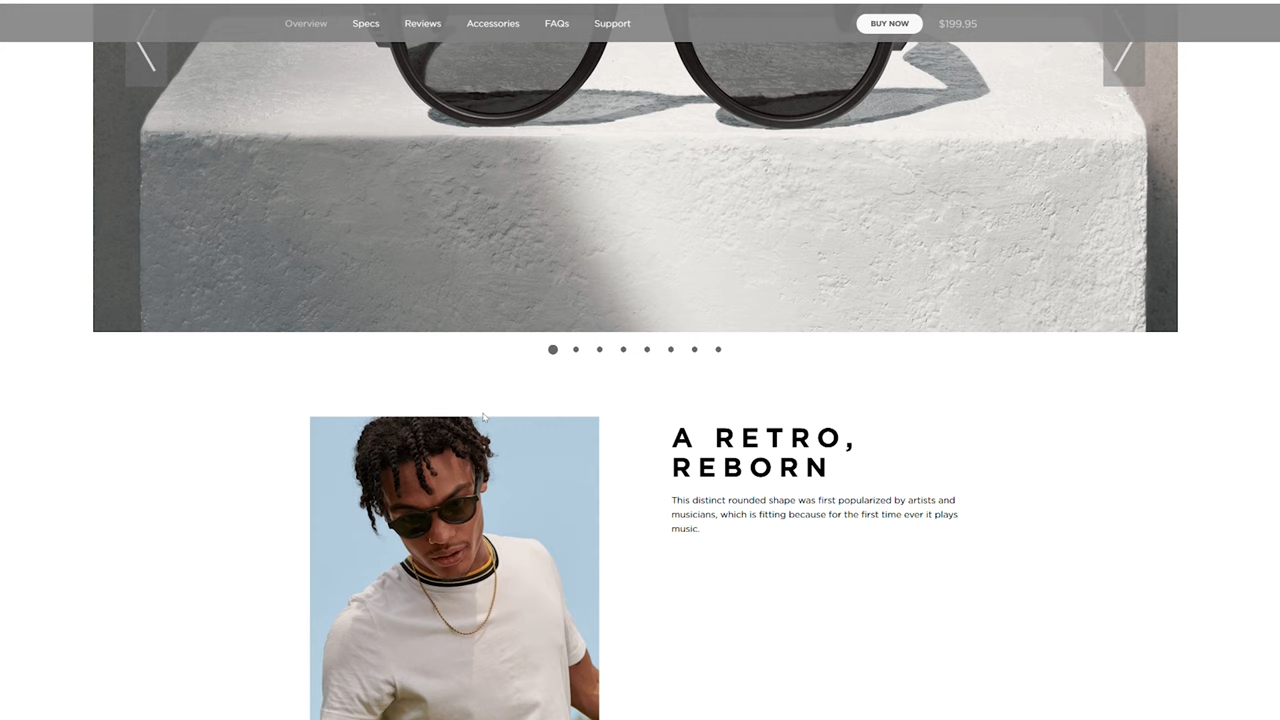 Overview Specs Reviews Accessories FAQs Support BUY NOW $199.95
A RETRO,
REBORN
This distinct rounded shape was first popularized by artists and
musicians, which is fitting because for the first time ever it plays
music.